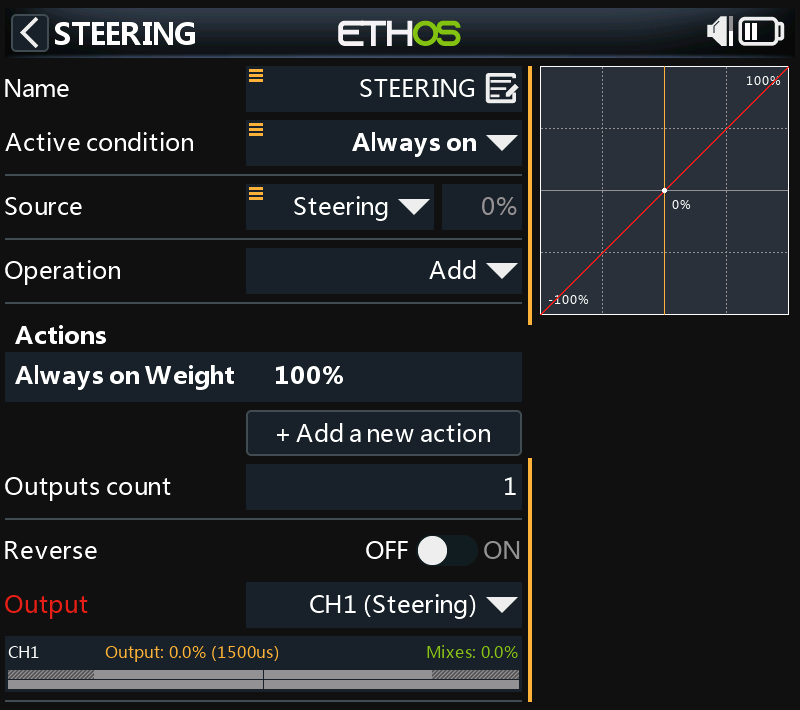 STEERING
ETHOS
Name STEERING
Active condition Always on
Source Steering 0%
Operation Add
Actions
Always on Weight 100%
+ Add a new action
Outputs count 1
Reverse OFF ON
Output CH1 (Steering)
CH1 Output: 0.0% (1500us) Mixes: 0.0%
100%
0%
-100%